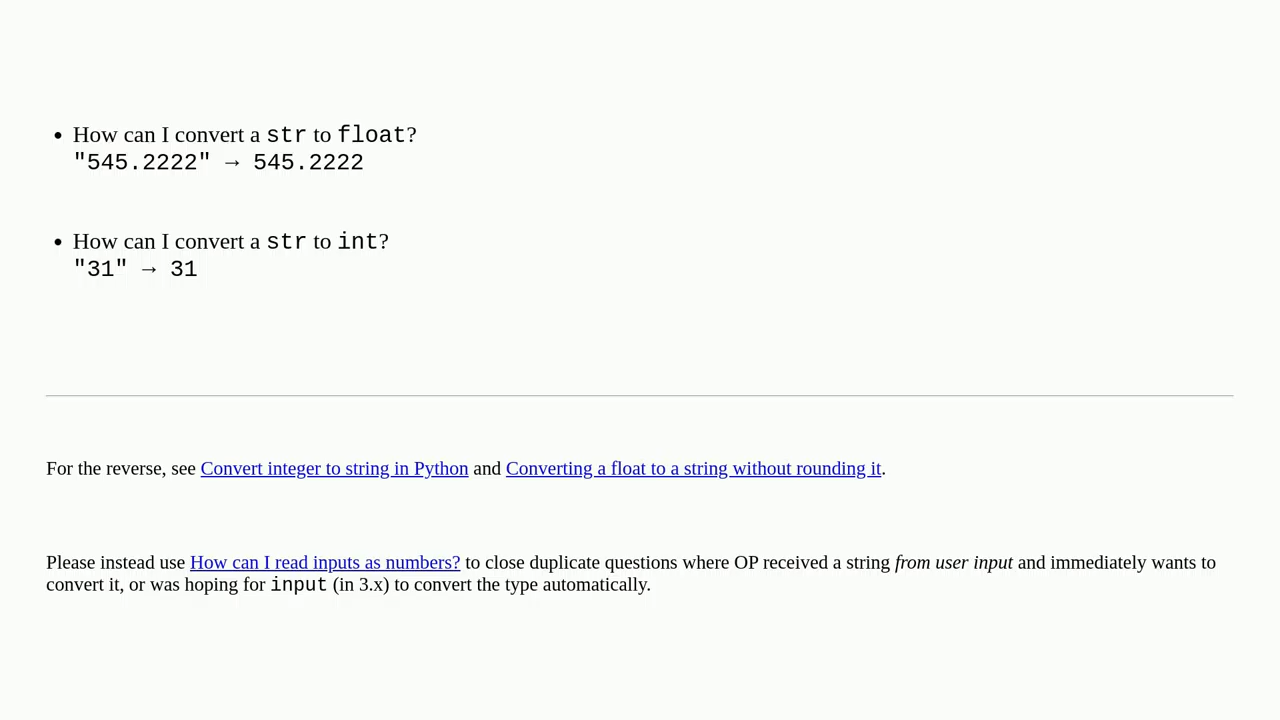 • How can I convert a str to float?
"545.2222" → 545.2222
• How can I convert a str to int?
"31" → 31
For the reverse, see Convert integer to string in Python and Converting a float to a string without rounding it.
Please instead use How can I read inputs as numbers? to close duplicate questions where OP received a string from user input and immediately wants to
convert it, or was hoping for input (in 3.x) to convert the type automatically.